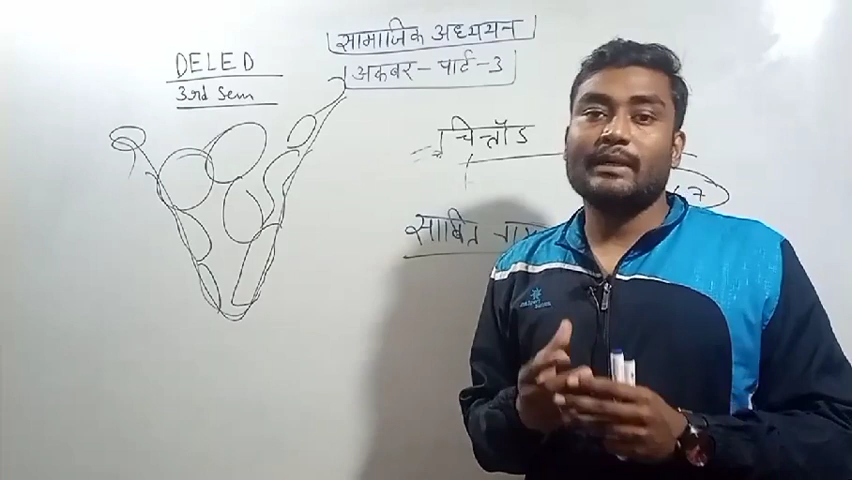 सामाजिक अध्ययन
DELED
अकबर - पार्ट - 3
3rd Sem
चित्तौड
साबित